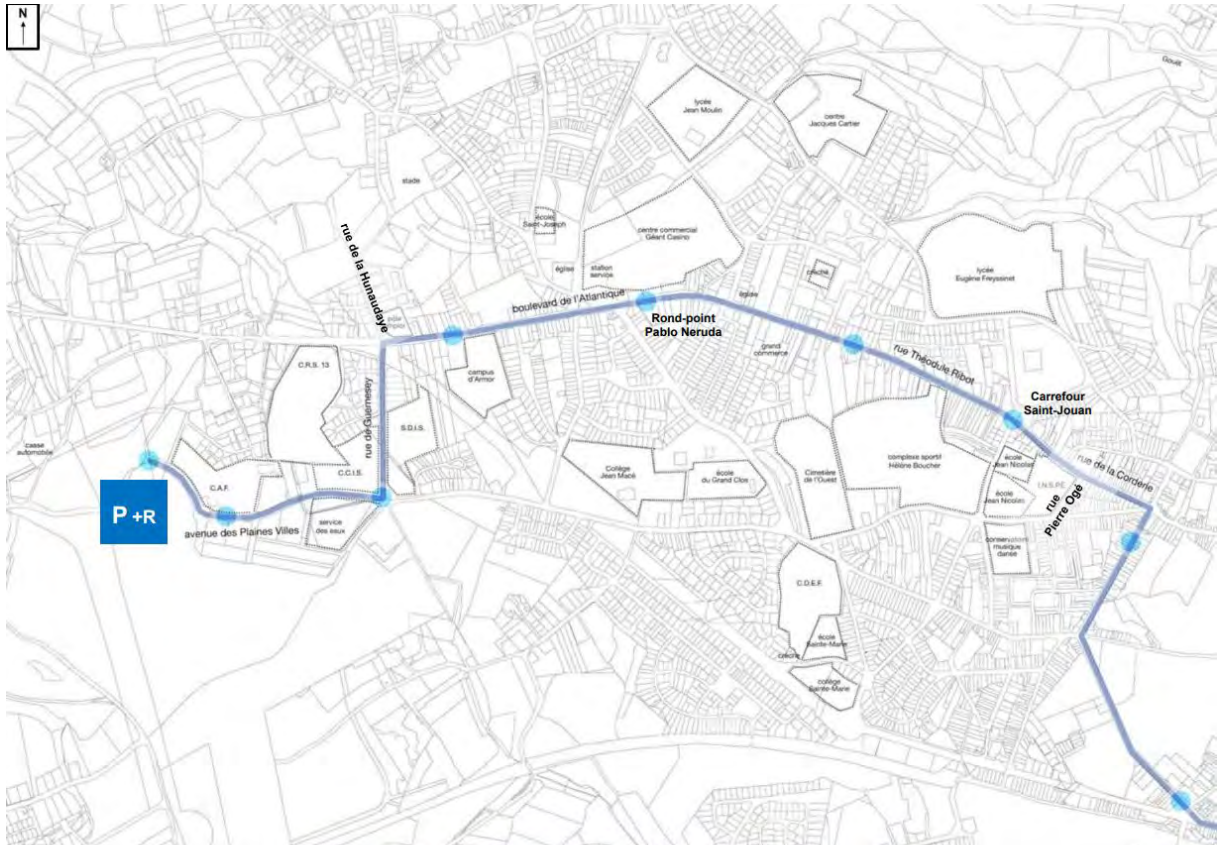 N
Gouët
lycée
Jean Moulin
centre
Jacques Cartier
stade
école
Saint-Joseph
centre commercial
Géant Casino
rue de la Hunaudaye
église
station
service
crèche
lycée
Eugène Freyssinet
boulevard de l'Atlantique
église
Rond-point
Pablo Neruda
grand
commerce
rue Théodule Ribot
C.R.S. 13
campus
d'Armor
rue de Guernesey
Carrefour
Saint-Jouan
S.D.I.S.
casse
automobile
C.C.I.S.
C.A.F.
Collège
Jean Macé
école
du Grand Clos
Cimetière
de l'Ouest
complexe sportif
Hélène Boucher
école
Jean Nicolas
rue de la Corderie
I.N.S.P.E.
école
Jean Nicolas
rue
Pierre Ogé
P +R
avenue des Plaines Villes
service
des eaux
musique
danse
C.D.E.F.
école
Sainte-Marie
crèche
collège
Sainte-Marie